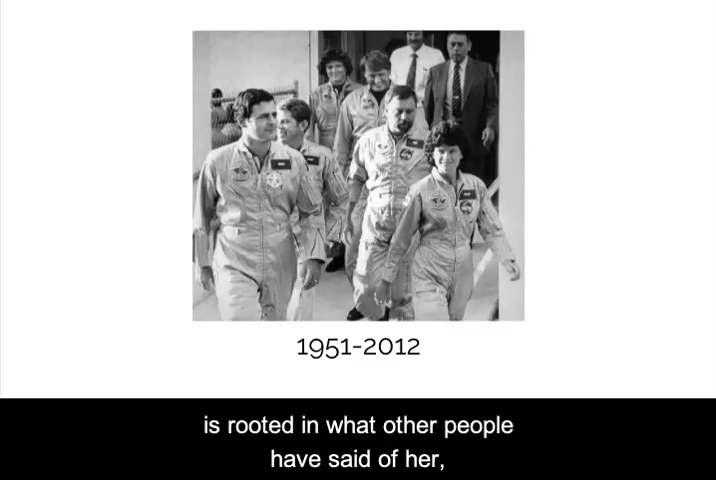 1951-2012
is rooted in what other people
have said of her,